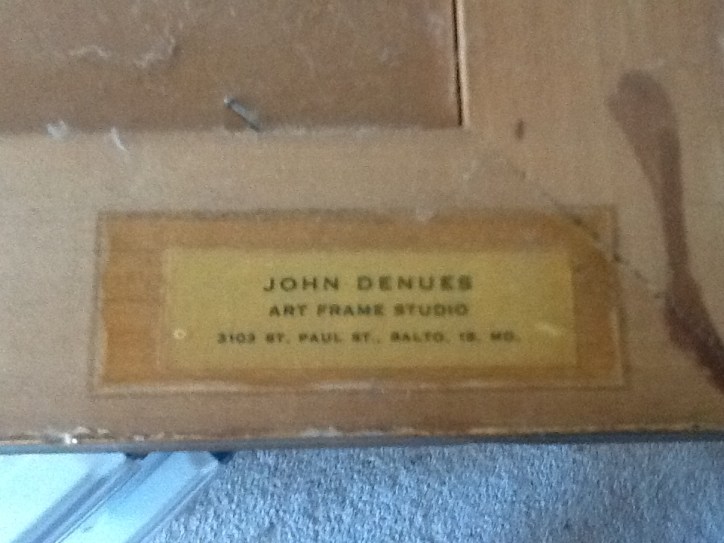 JOHN DENUES
ART FRAME STUDIO
3103 ST. PAUL ST., BALTO. 18, MD.